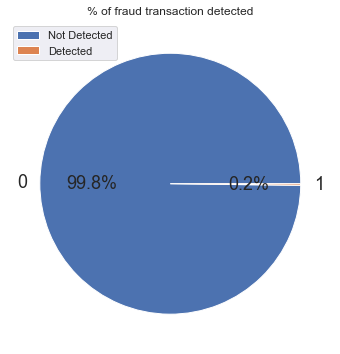 % of fraud transaction detected
Not Detected
Detected
0
99.8%
0.2%
1